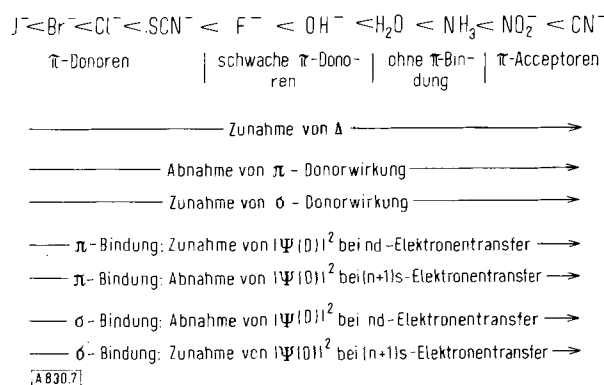 J⁻<Br⁻<Cl⁻<.SCN⁻ < F⁻ < OH⁻ <H₂O < NH₃< NO₂⁻ < CN⁻
π-Donoren | schwache π-Dono- | ohne π-Bin- | π-Acceptoren
ren dung
Zunahme von Δ
Abnahme von π - Donorwirkung
Zunahme von σ - Donorwirkung
π-Bindung: Zunahme von |Ψ(0)|² bei nd-Elektronentransfer
π-Bindung: Abnahme von |Ψ(0)|² bei(n+1)s-Elektronentransfer
σ-Bindung: Abnahme von |Ψ(0)|² bei nd-Elektronentransfer
σ-Bindung: Zunahme von |Ψ(0)|² bei(n+1)s-Elektronentransfer
A 830.7